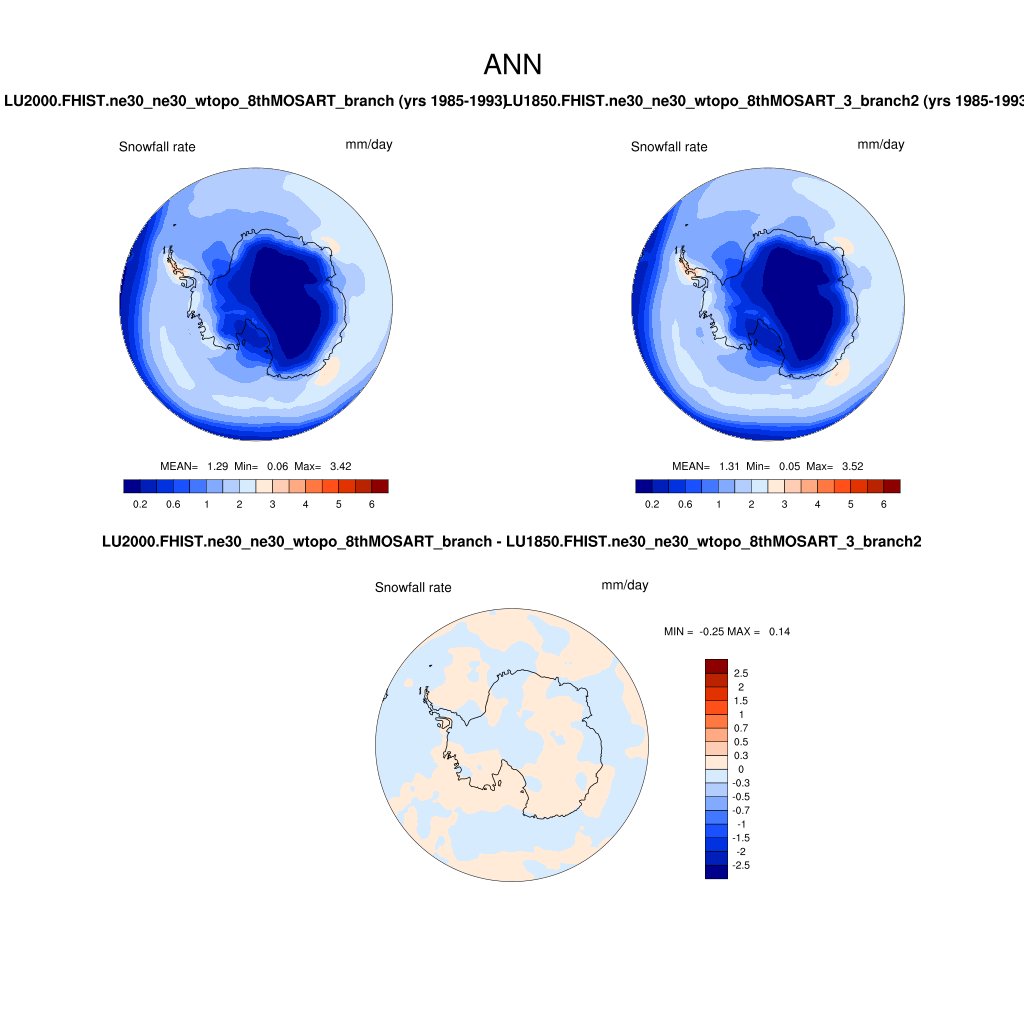 ANN
LU2000.FHIST.ne30_ne30_wtopo_8thMOSART_branch (yrs 1985-1993)
LU1850.FHIST.ne30_ne30_wtopo_8thMOSART_3_branch2 (yrs 1985-1993
Snowfall rate mm/day
Snowfall rate mm/day
MEAN= 1.29 Min= 0.06 Max= 3.42
MEAN= 1.31 Min= 0.05 Max= 3.52
0.2 0.6 1 2 3 4 5 6
0.2 0.6 1 2 3 4 5 6
LU2000.FHIST.ne30_ne30_wtopo_8thMOSART_branch - LU1850.FHIST.ne30_ne30_wtopo_8thMOSART_3_branch2
Snowfall rate mm/day
MIN = -0.25 MAX = 0.14
2.5
2
1.5
1
0.7
0.5
0.3
0
-0.3
-0.5
-0.7
-1
-1.5
-2
-2.5